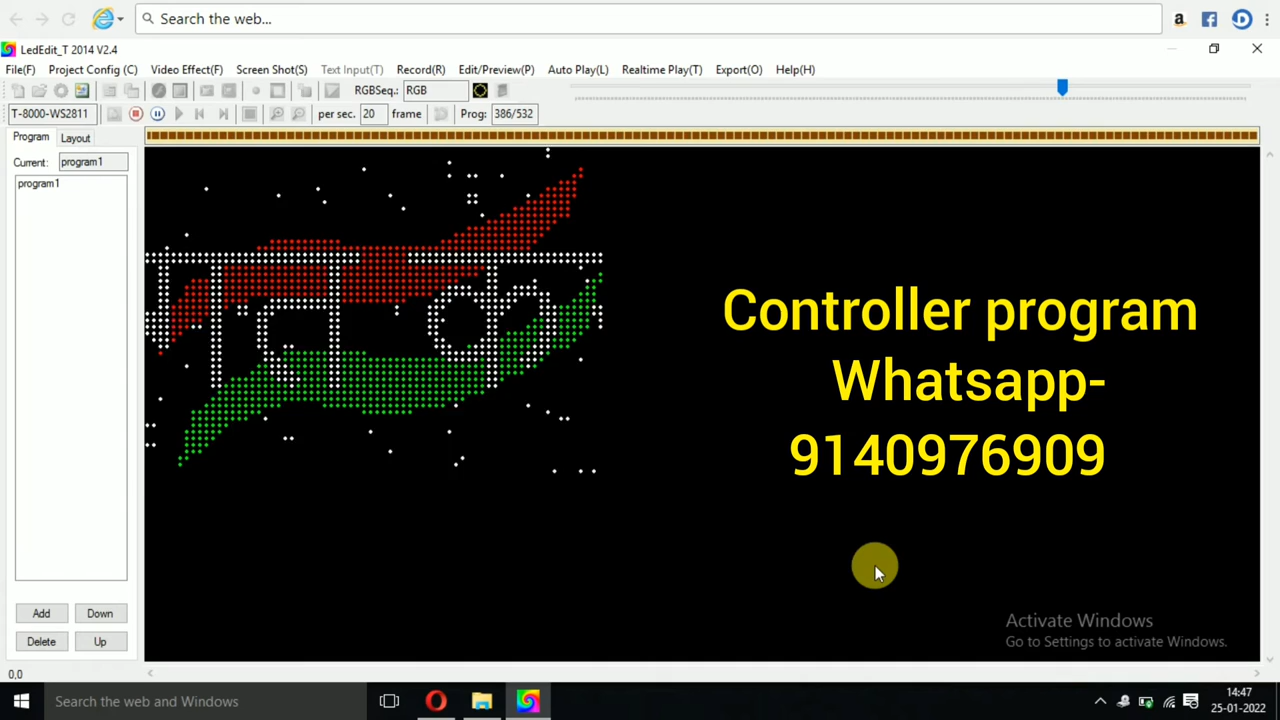 Search the web...
LedEdit_T 2014 V2.4
File(F) Project Config (C) Video Effect(F) Screen Shot(S) Text Input(T) Record(R) Edit/Preview(P) Auto Play(L) Realtime Play(T) Export(O) Help(H)
RGBSeq.: RGB
T-8000-WS2811 per sec. 20 frame Prog: 386/532
Program Layout
Current: program1
program1
Controller program
Whatsapp-
9140976909
Add Down
Delete Up
Activate Windows
Go to Settings to activate Windows.
0,0
Search the web and Windows
14:47
25-01-2022